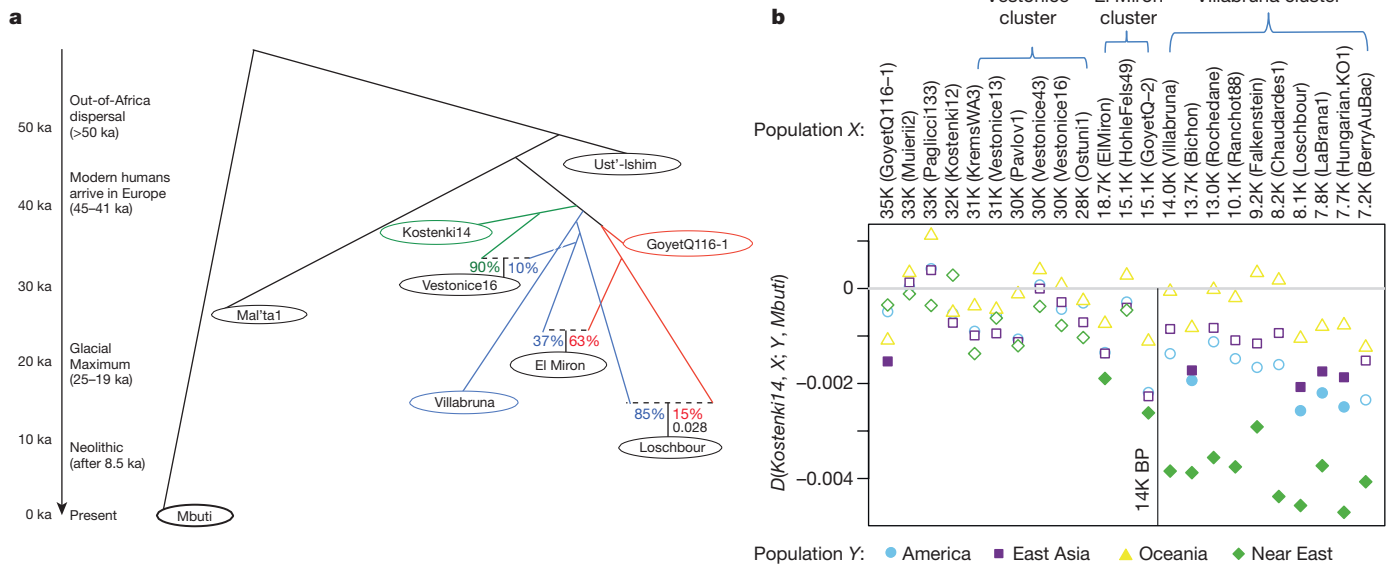 a
Out-of-Africa
dispersal
(>50 ka)
50 ka
Modern humans
arrive in Europe
(45–41 ka)
40 ka
30 ka
Glacial
Maximum
(25–19 ka)
20 ka
10 ka
Neolithic
(after 8.5 ka)
0 ka
Present
Ust'-Ishim
Kostenki14
GoyetQ116-1
90% 10%
Vestonice16
Mal'ta1
37% 63%
El Miron
Villabruna
85% 15%
0.028
Loschbour
Mbuti
b
cluster
cluster
Villabruna cluster
Population X:
35K (GoyetQ116–1)
33K (Muierii2)
33K (Paglicci133)
32K (Kostenki12)
31K (KremsWA3)
31K (Vestonice13)
30K (Pavlov1)
30K (Vestonice43)
30K (Vestonice16)
28K (Ostuni1)
18.7K (ElMiron)
15.1K (HohleFels49)
15.1K (GoyetQ–2)
14.0K (Villabruna)
13.7K (Bichon)
13.0K (Rochedane)
10.1K (Ranchot88)
9.2K (Falkenstein)
8.2K (Chaudardes1)
8.1K (Loschbour)
7.8K (LaBrana1)
7.7K (Hungarian.KO1)
7.2K (BerryAuBac)
D(Kostenki14, X; Y, Mbuti)
0
−0.002
−0.004
14K BP
Population Y: America East Asia Oceania Near East